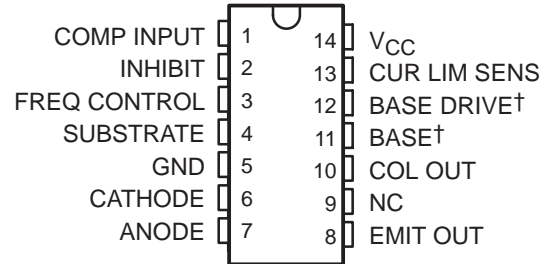 COMP INPUT 1 14 VCC
INHIBIT 2 13 CUR LIM SENS
FREQ CONTROL 3 12 BASE DRIVE†
SUBSTRATE 4 11 BASE†
GND 5 10 COL OUT
CATHODE 6 9 NC
ANODE 7 8 EMIT OUT